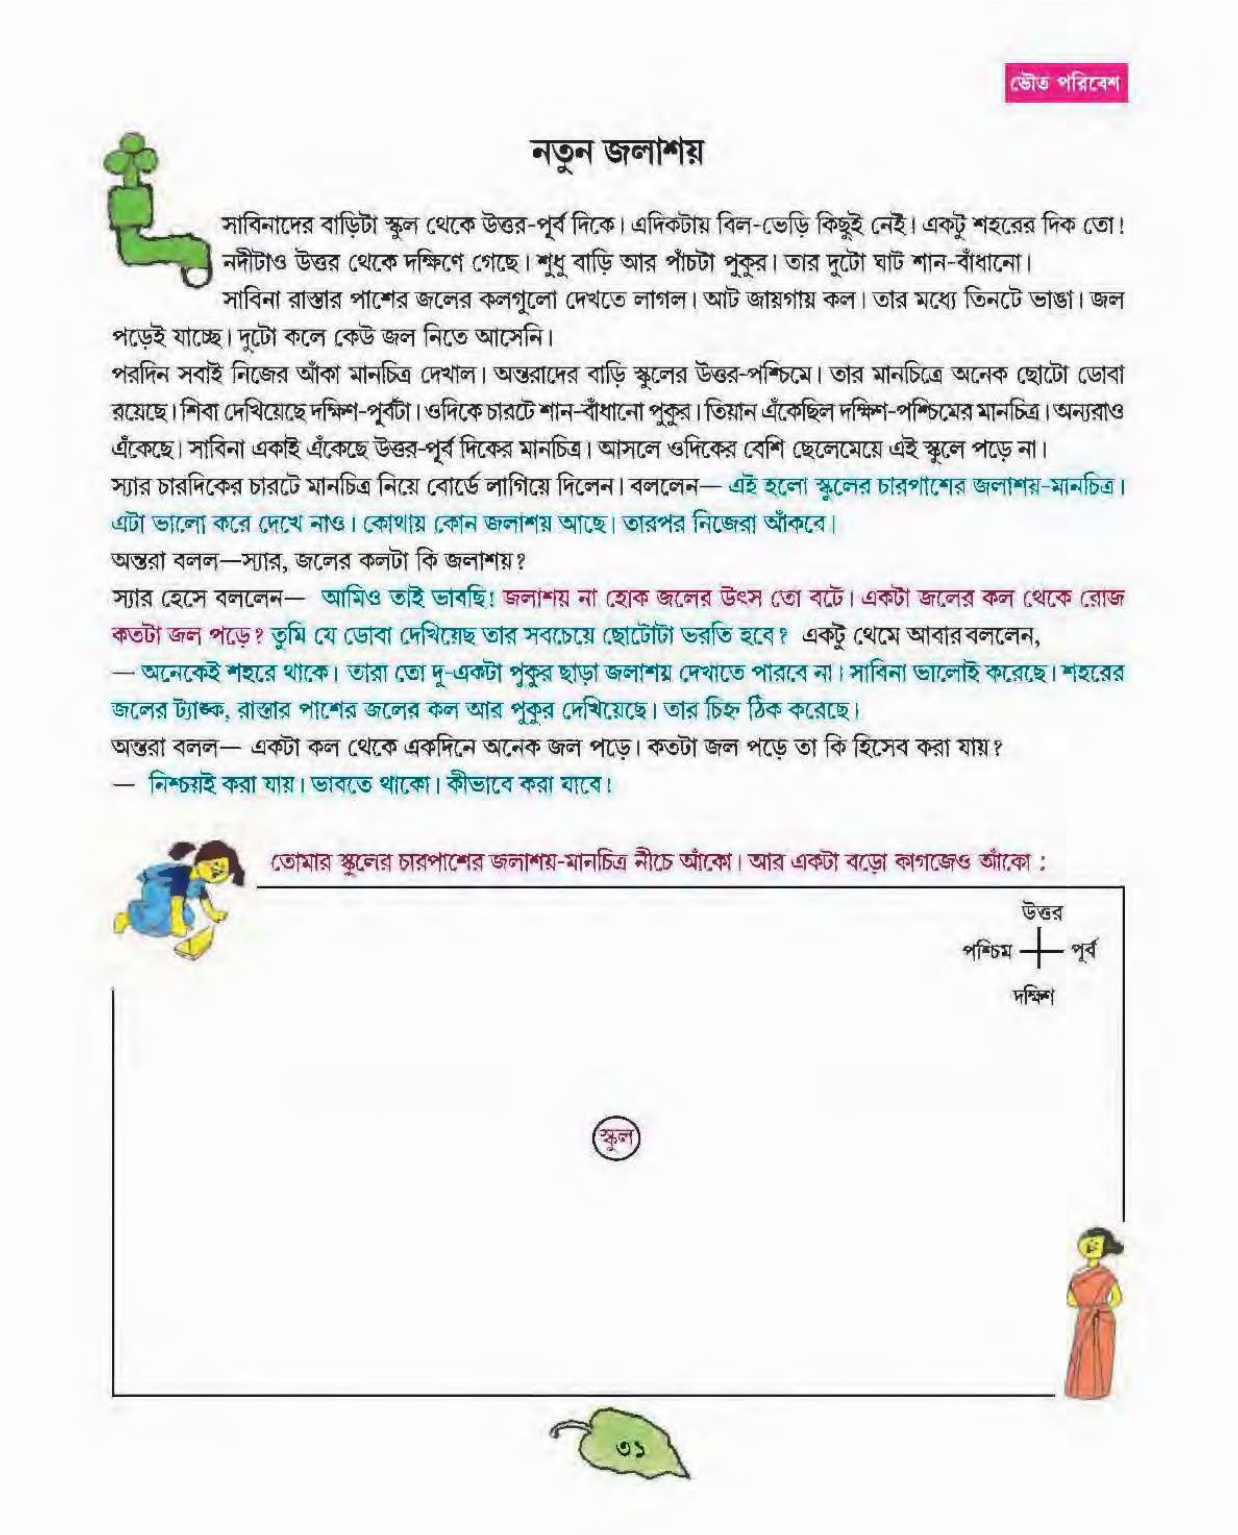 ভৌত পরিবেশ
নতুন জলাশয়
সাবিনাদের বাড়িটা স্কুল থেকে উত্তর-পূর্ব দিকে। এদিকটায় বিল-ভেড়ি কিছুই নেই। একটু শহরের দিক তো!
নদীটাও উত্তর থেকে দক্ষিণে গেছে। শুধু বাড়ি আর পাঁচটা পুকুর। তার দুটো ঘাট শান-বাঁধানো।
সাবিনা রাস্তার পাশের জলের কলগুলো দেখতে লাগল। আট জায়গায় কল। তার মধ্যে তিনটে ভাঙা। জল
পড়েই যাচ্ছে। দুটো কলে কেউ জল নিতে আসেনি।
পরদিন সবাই নিজের আঁকা মানচিত্র দেখাল। অন্তরাদের বাড়ি স্কুলের উত্তর-পশ্চিমে। তার মানচিত্রে অনেক ছোটো ডোবা
রয়েছে। শিবা দেখিয়েছে দক্ষিণ-পূর্বটা। ওদিকে চারটে শান-বাঁধানো পুকুর। তিয়ান এঁকেছিল দক্ষিণ-পশ্চিমের মানচিত্র। অন্যরাও
এঁকেছে। সাবিনা একাই এঁকেছে উত্তর-পূর্ব দিকের মানচিত্র। আসলে ওদিকের বেশি ছেলেমেয়ে এই স্কুলে পড়ে না।
স্যার চারদিকের চারটে মানচিত্র নিয়ে বোর্ডে লাগিয়ে দিলেন। বললেন— এই হলো স্কুলের চারপাশের জলাশয়-মানচিত্র।
এটা ভালো করে দেখে নাও। কোথায় কোন জলাশয় আছে। তারপর নিজেরা আঁকবে।
অন্তরা বলল—স্যার, জলের কলটা কি জলাশয়?
স্যার হেসে বললেন— আমিও তাই ভাবছি! জলাশয় না হোক জলের উৎস তো বটে। একটা জলের কল থেকে রোজ
কতটা জল পড়ে? তুমি যে ডোবা দেখিয়েছ তার সবচেয়ে ছোটোটা ভরতি হবে? একটু থেমে আবার বললেন,
— অনেকেই শহরে থাকে। তারা তো দু-একটা পুকুর ছাড়া জলাশয় দেখাতে পারবে না। সাবিনা ভালোই করেছে। শহরের
জলের ট্যাঙ্ক, রাস্তার পাশের জলের কল আর পুকুর দেখিয়েছে। তার চিহ্ন ঠিক করেছে।
অন্তরা বলল— একটা কল থেকে একদিনে অনেক জল পড়ে। কতটা জল পড়ে তা কি হিসেব করা যায়?
— নিশ্চয়ই করা যায়। ভাবতে থাকো। কীভাবে করা যাবে!
তোমার স্কুলের চারপাশের জলাশয়-মানচিত্র নীচে আঁকো। আর একটা বড়ো কাগজেও আঁকো :
উত্তর
পশ্চিম পূর্ব
দক্ষিণ
স্কুল
৩১